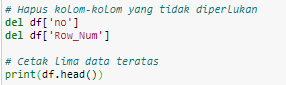 # Hapus kolom-kolom yang tidak diperlukan
del df['no']
del df['Row_Num']
# Cetak lima data teratas
print(df.head())